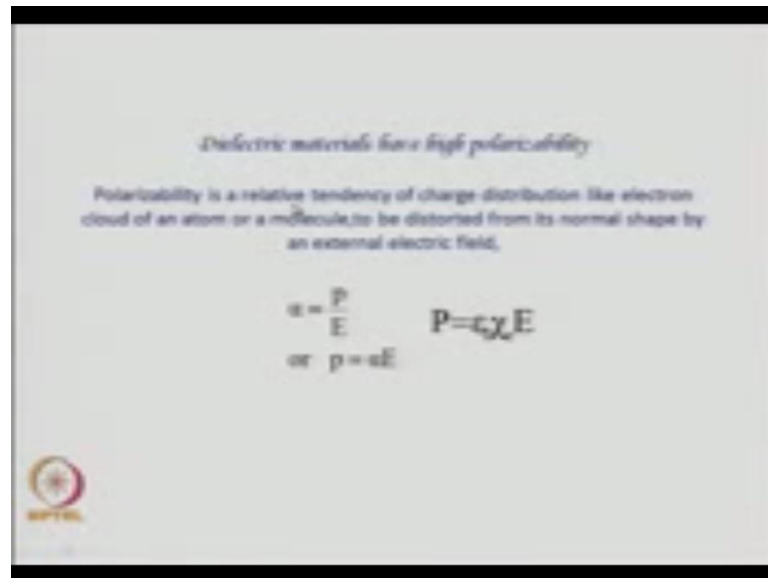 Dielectric materials have high polarizability
Polarizability is a relative tendency of charge distribution like electron
cloud of an atom or a molecule,to be distorted from its normal shape by
an external electric field,
α = P/E
P=ε₀χₑE
or p = αE
NPTEL